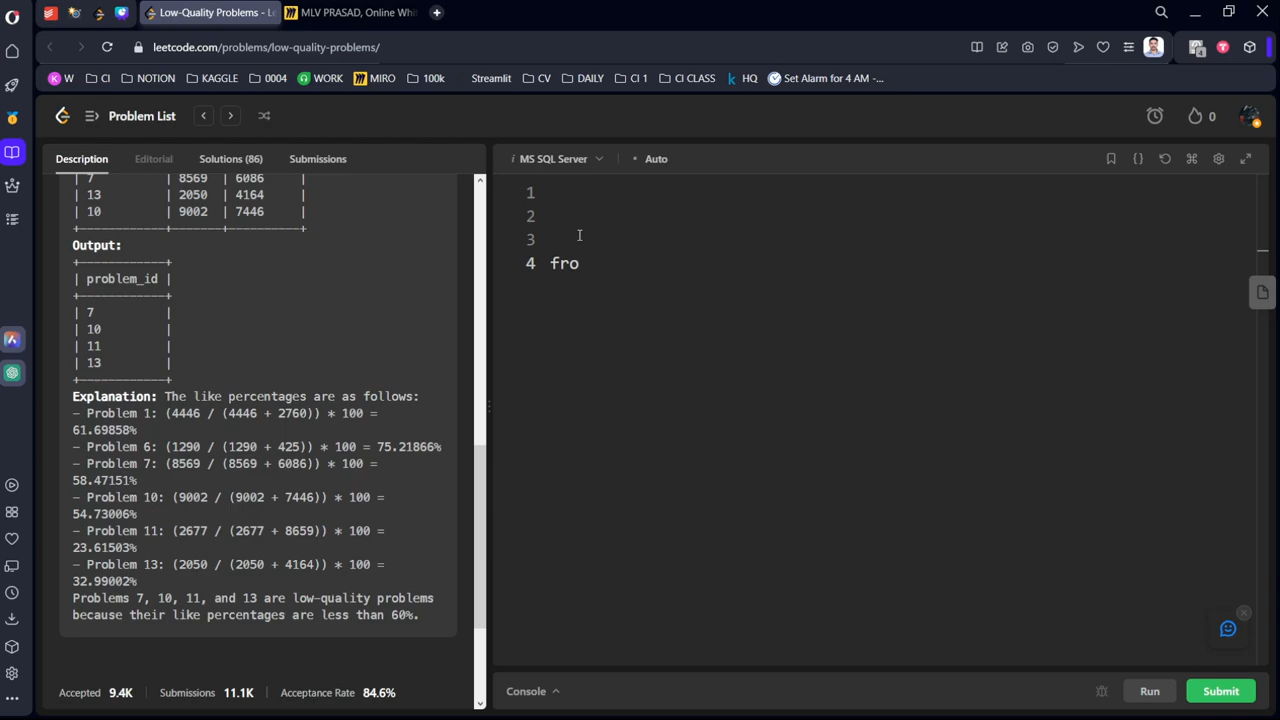 Low-Quality Problems - Le
MLV PRASAD, Online Whit
leetcode.com/problems/low-quality-problems/
K W
CI
NOTION
KAGGLE
0004
WORK
MIRO
100k
Streamlit
CV
DAILY
CI 1
CI CLASS
HQ
Set Alarm for 4 AM -...
Problem List
0
Description
Editorial
Solutions (86)
Submissions
| 7 | 8569 | 6086 |
| 13 | 2050 | 4164 |
| 10 | 9002 | 7446 |
+------------+-------+----------+
Output:
+------------+
| problem_id |
+------------+
| 7 |
| 10 |
| 11 |
| 13 |
+------------+
Explanation: The like percentages are as follows:
- Problem 1: (4446 / (4446 + 2760)) * 100 =
61.69858%
- Problem 6: (1290 / (1290 + 425)) * 100 = 75.21866%
- Problem 7: (8569 / (8569 + 6086)) * 100 =
58.47151%
- Problem 10: (9002 / (9002 + 7446)) * 100 =
54.73006%
- Problem 11: (2677 / (2677 + 8659)) * 100 =
23.61503%
- Problem 13: (2050 / (2050 + 4164)) * 100 =
32.99002%
Problems 7, 10, 11, and 13 are low-quality problems
because their like percentages are less than 60%.
Accepted 9.4K
Submissions 11.1K
Acceptance Rate 84.6%
MS SQL Server
Auto
1
2
3
4 fro
Console
Run
Submit